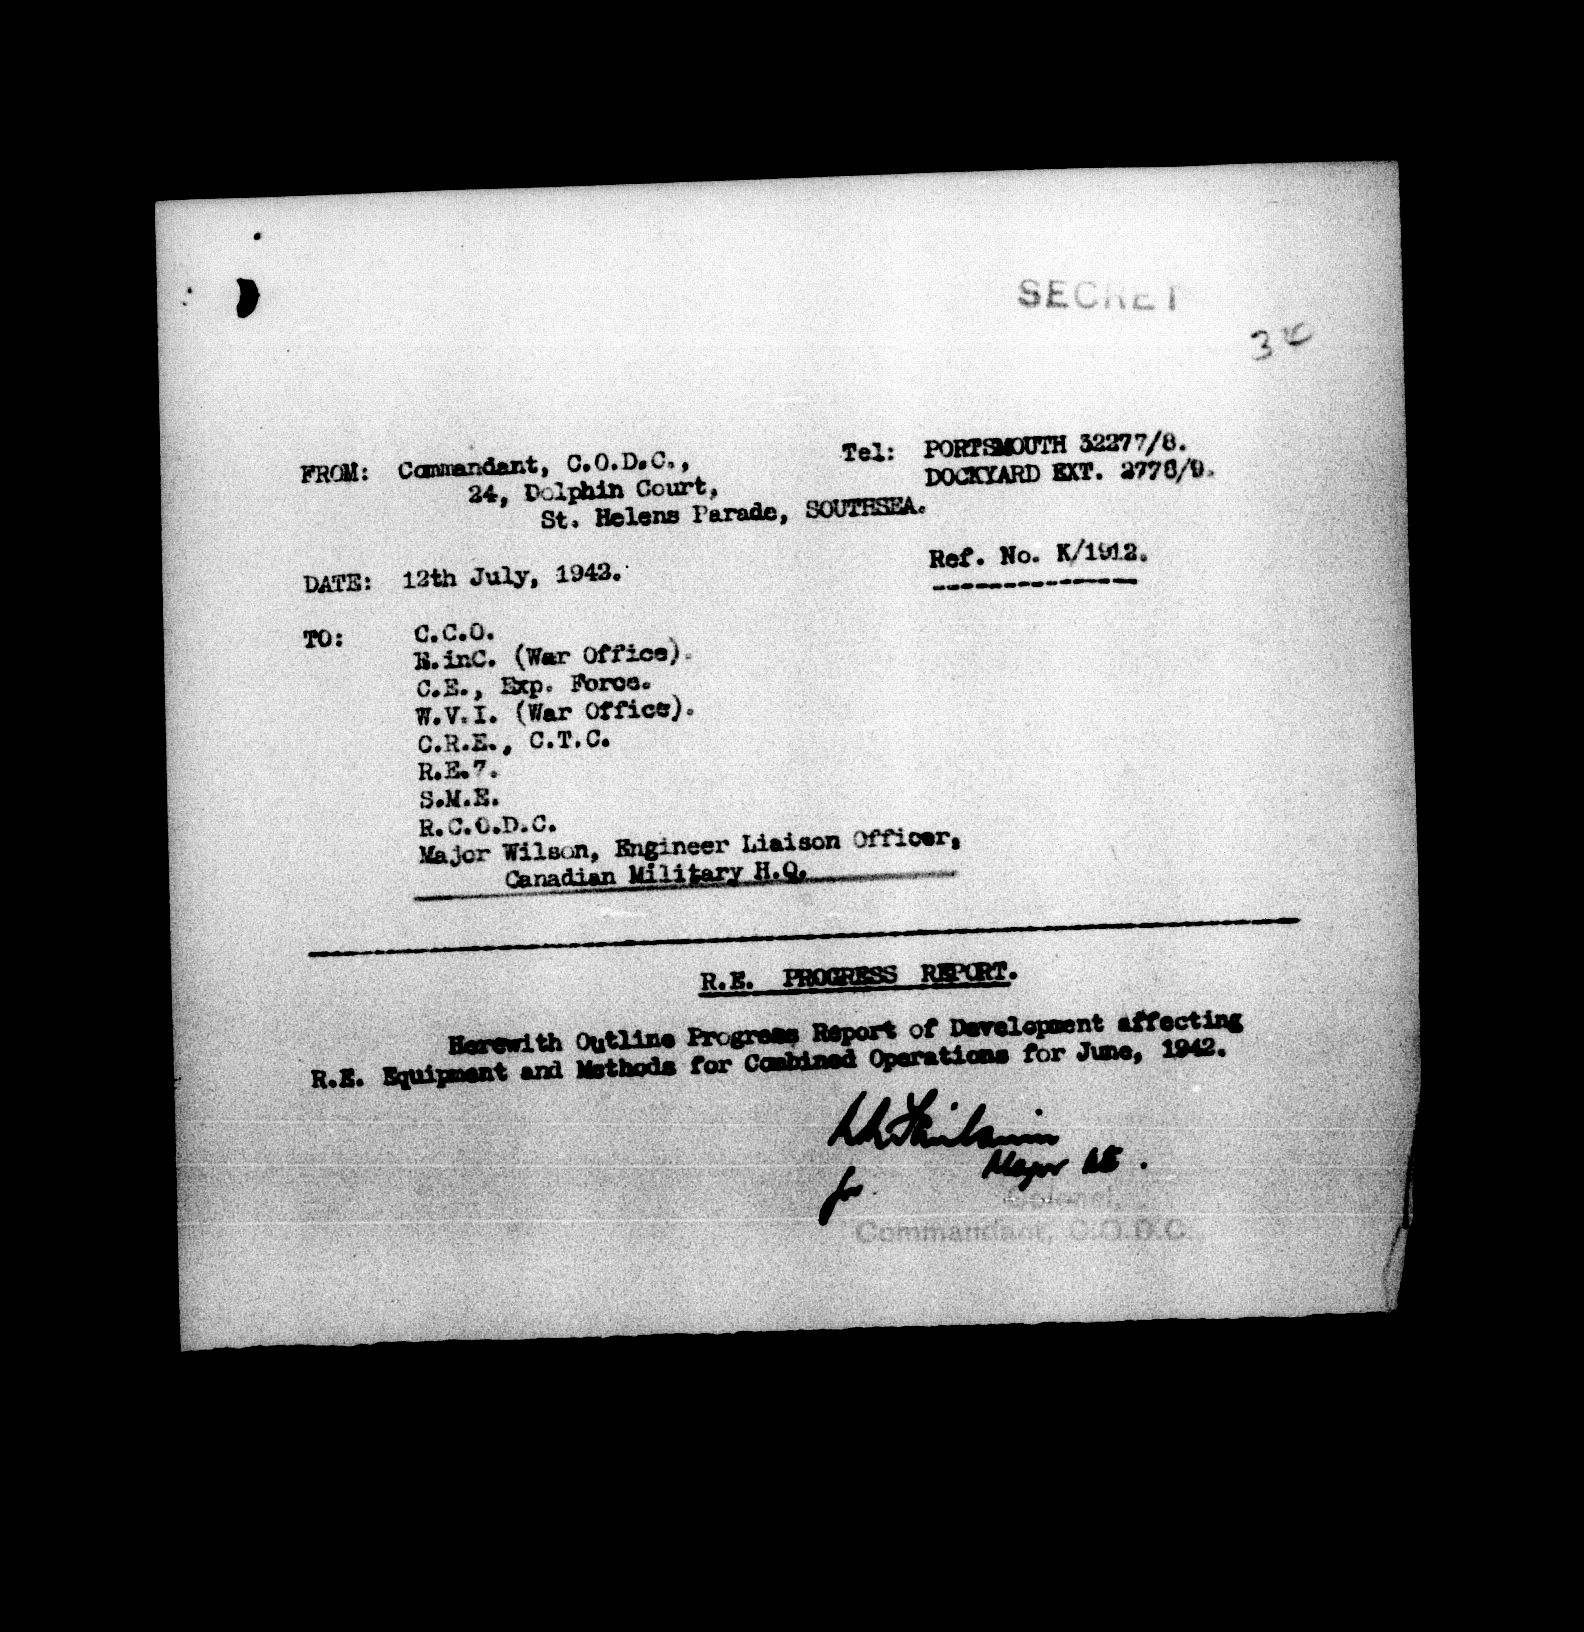 SECRET
FROM: Commandant, C.O.D.C., Tel: PORTSMOUTH 32277/8.
24, Dolphin Court, DOCKYARD EXT. 2778/9.
St. Helens Parade, SOUTHSEA.
Ref. No. K/1912.
DATE: 12th July, 1942.
TO: C.C.O.
E.inC. (War Office).
C.E., Exp. Force.
W.V.I. (War Office).
C.R.E., C.T.C.
R.E.7.
S.M.E.
R.C.O.D.C.
Major Wilson, Engineer Liaison Officer,
Canadian Military H.Q.
R.E. PROGRESS REPORT.
Herewith Outline Progress Report of Development affecting
R.E. Equipment and Methods for Combined Operations for June, 1942.
Major RE.
for
Colonel,
Commandant, C.O.D.C.